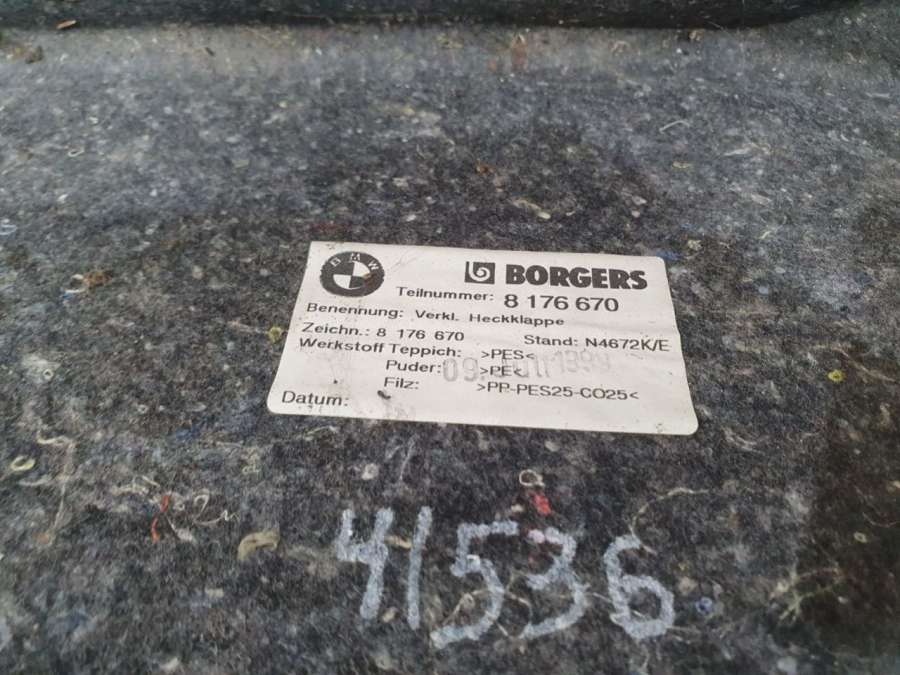 BMW
BORGERS
Teilnummer: 8 176 670
Benennung: Verkl. Heckklappe
Zeichn.: 8 176 670 Stand: N4672K/E
Werkstoff Teppich: >PES<
Puder: >PE<
Filz: >PP-PES25-CO25<
Datum:
41536